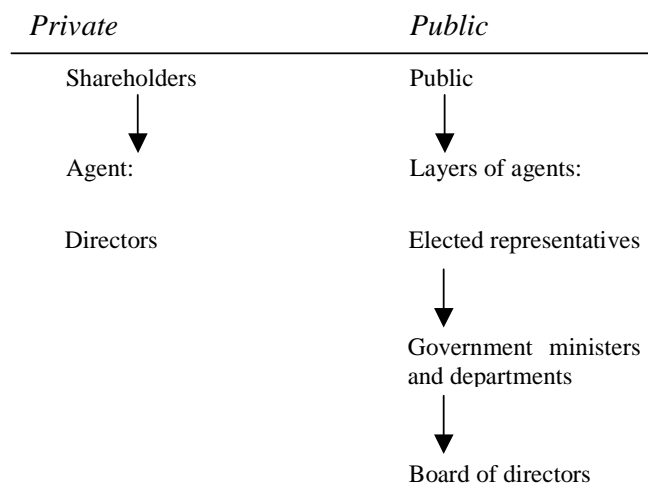 Private Public
Shareholders Public
Agent: Layers of agents:
Directors Elected representatives
Government ministers
and departments
Board of directors